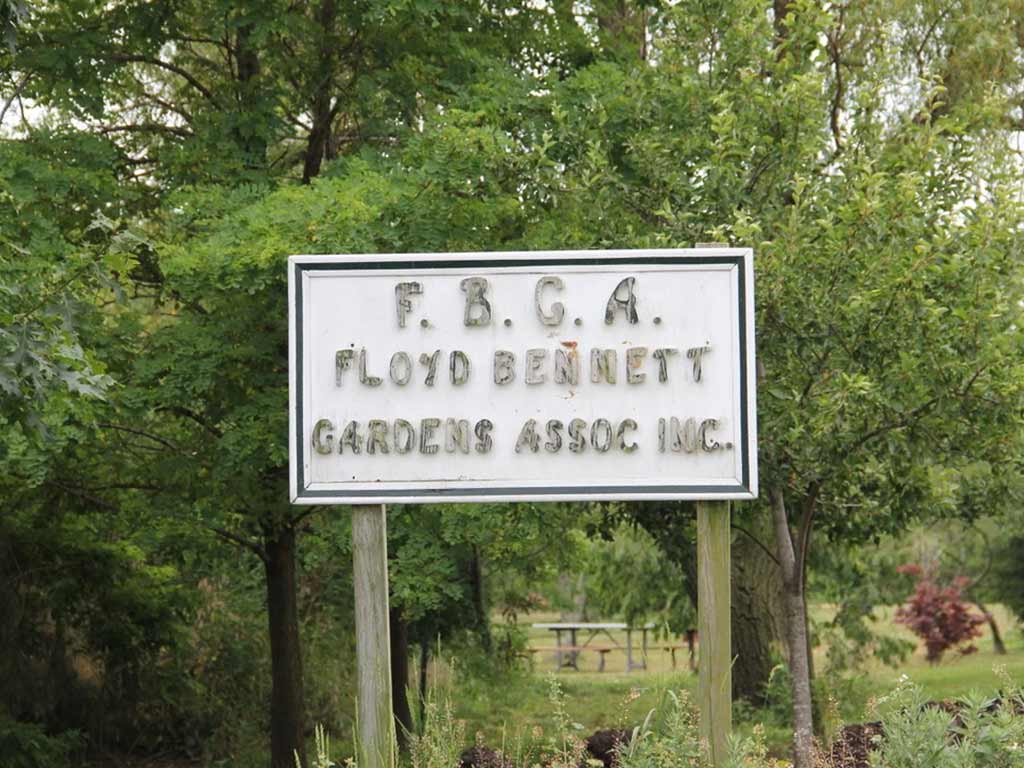 F. B. G. A.
FLOYD BENNETT
GARDENS ASSOC INC.